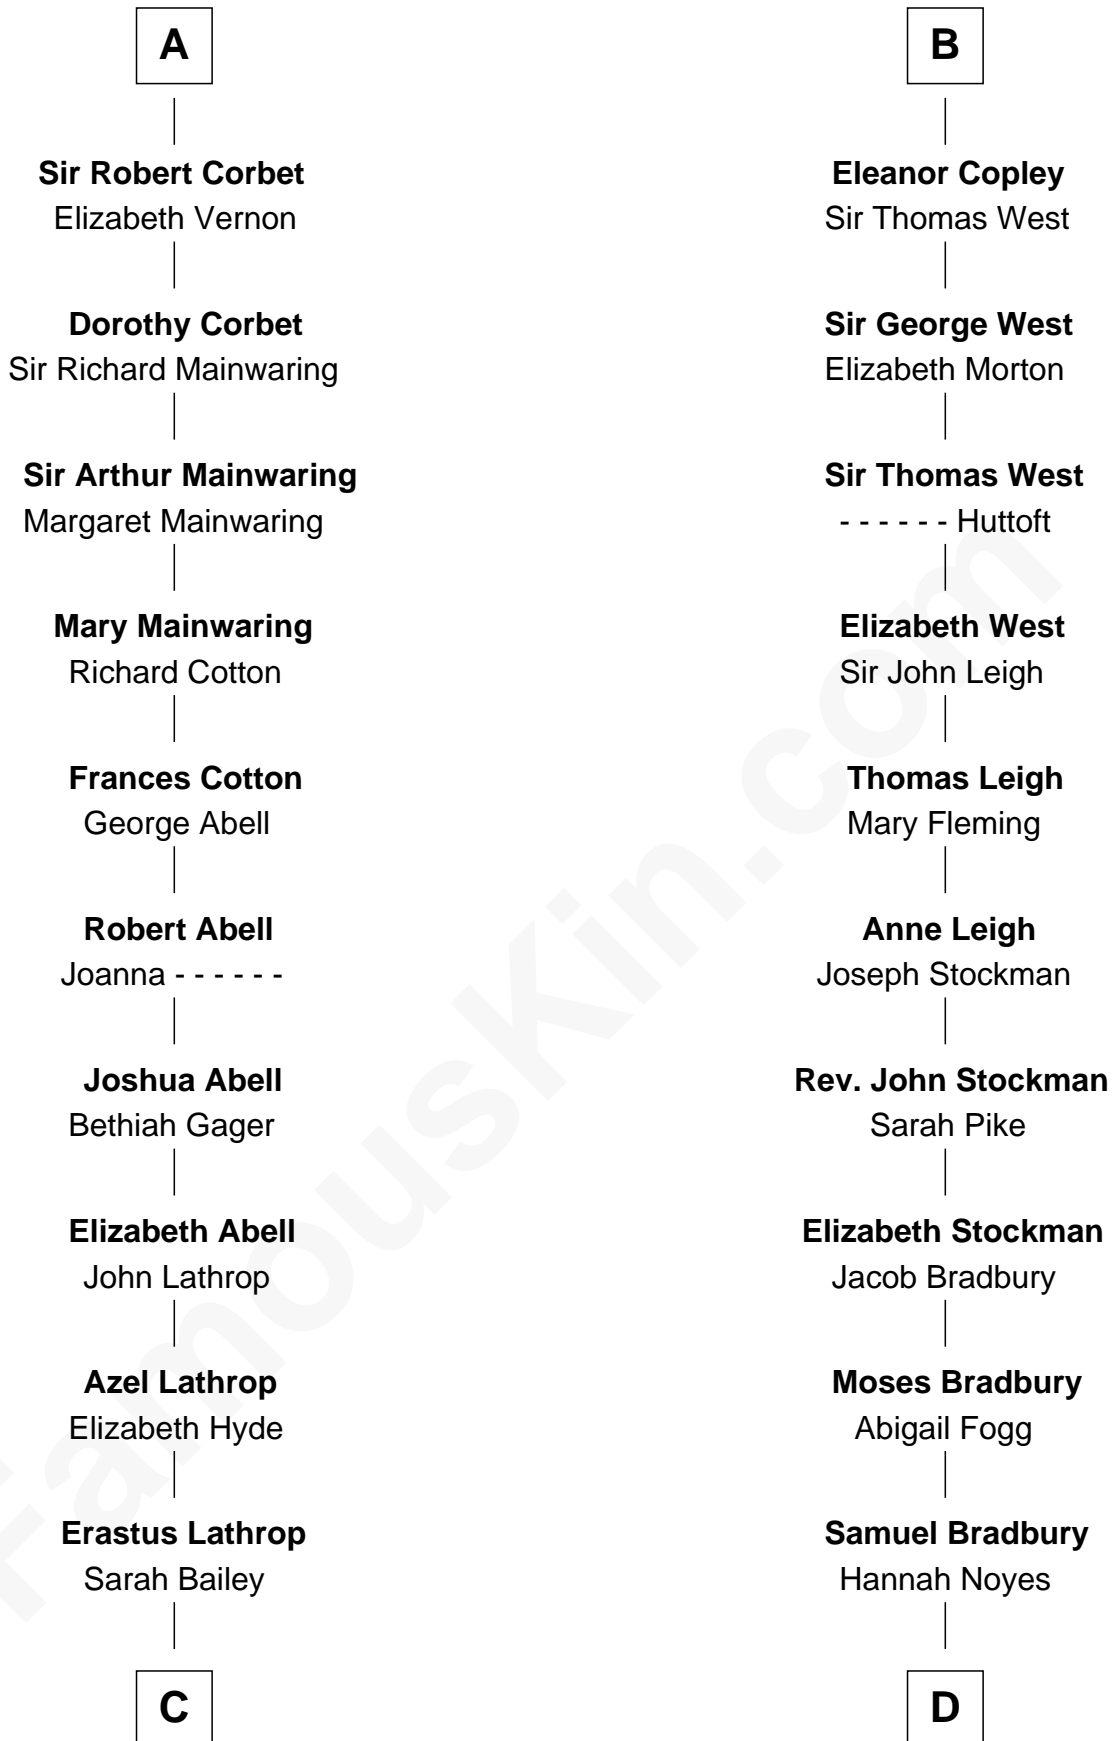 A
Sir Robert Corbet
Elizabeth Vernon
Dorothy Corbet
Sir Richard Mainwaring
Sir Arthur Mainwaring
Margaret Mainwaring
Mary Mainwaring
Richard Cotton
Frances Cotton
George Abell
Robert Abell
Joanna - - - - - -
Joshua Abell
Bethiah Gager
Elizabeth Abell
John Lathrop
Azel Lathrop
Elizabeth Hyde
Erastus Lathrop
Sarah Bailey
C
B
Eleanor Copley
Sir Thomas West
Sir George West
Elizabeth Morton
Sir Thomas West
- - - - - - Huttoft
Elizabeth West
Sir John Leigh
Thomas Leigh
Mary Fleming
Anne Leigh
Joseph Stockman
Rev. John Stockman
Sarah Pike
Elizabeth Stockman
Jacob Bradbury
Moses Bradbury
Abigail Fogg
Samuel Bradbury
Hannah Noyes
D
FamousKin.com